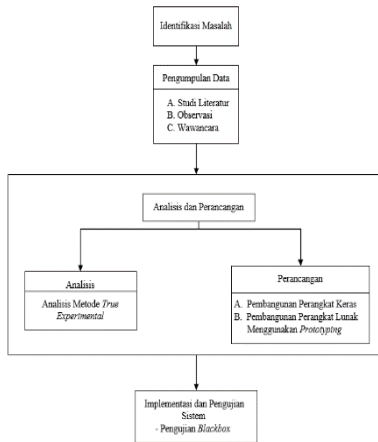 Identifikasi Masalah
Pengumpulan Data
A. Studi Literatur
B. Observasi
C. Wawancara
Analisis dan Perancangan
Analisis
Analisis Metode True
Experimental
Perancangan
A. Pembangunan Perangkat Keras
B. Pembangunan Perangkat Lunak
Menggunakan Prototyping
Implementasi dan Pengujian
Sistem
- Pengujian Blackbox